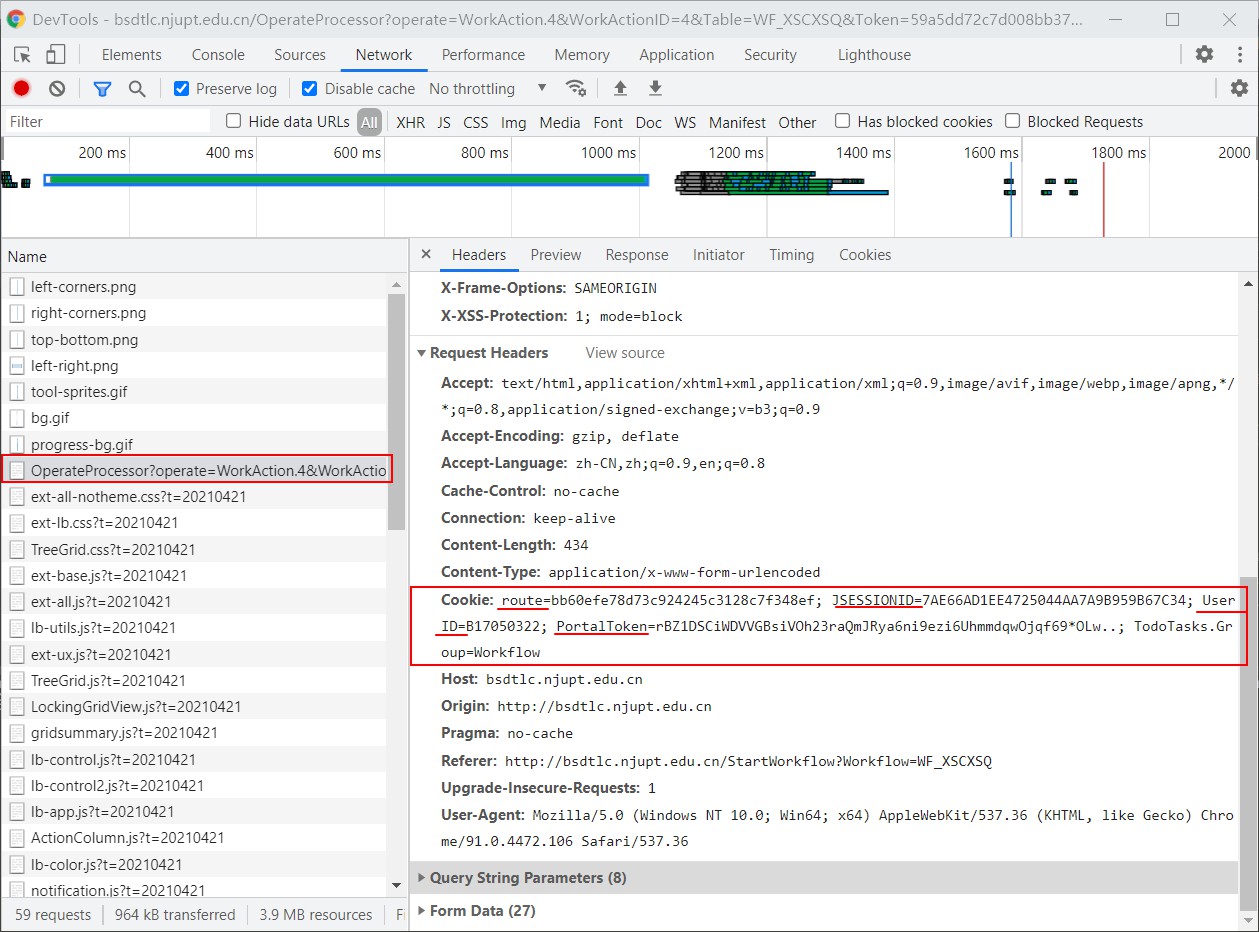 DevTools - bsdtlc.njupt.edu.cn/OperateProcessor?operate=WorkAction.4&WorkActionID=4&Table=WF_XSCXSQ&Token=59a5dd72c7d008bb37...
Elements Console Sources Network Performance Memory Application Security Lighthouse
Preserve log Disable cache No throttling
Filter Hide data URLs All XHR JS CSS Img Media Font Doc WS Manifest Other Has blocked cookies Blocked Requests
200 ms 400 ms 600 ms 800 ms 1000 ms 1200 ms 1400 ms 1600 ms 1800 ms 2000
Name
left-corners.png
right-corners.png
top-bottom.png
left-right.png
tool-sprites.gif
bg.gif
progress-bg.gif
OperateProcessor?operate=WorkAction.4&WorkActio
ext-all-notheme.css?t=20210421
ext-lb.css?t=20210421
TreeGrid.css?t=20210421
ext-base.js?t=20210421
ext-all.js?t=20210421
lb-utils.js?t=20210421
ext-ux.js?t=20210421
TreeGrid.js?t=20210421
LockingGridView.js?t=20210421
gridsummary.js?t=20210421
lb-control.js?t=20210421
lb-control2.js?t=20210421
lb-app.js?t=20210421
ActionColumn.js?t=20210421
lb-color.js?t=20210421
notification.js?t=20210421
59 requests 964 kB transferred 3.9 MB resources Fi
Headers Preview Response Initiator Timing Cookies
X-Frame-Options: SAMEORIGIN
X-XSS-Protection: 1; mode=block
Request Headers View source
Accept: text/html,application/xhtml+xml,application/xml;q=0.9,image/avif,image/webp,image/apng,*/
*;q=0.8,application/signed-exchange;v=b3;q=0.9
Accept-Encoding: gzip, deflate
Accept-Language: zh-CN,zh;q=0.9,en;q=0.8
Cache-Control: no-cache
Connection: keep-alive
Content-Length: 434
Content-Type: application/x-www-form-urlencoded
Cookie: route=bb60efe78d73c924245c3128c7f348ef; JSESSIONID=7AE66AD1EE4725044AA7A9B959B67C34; User
ID=B17050322; PortalToken=rBZ1DSCiWDVVGBsiVOh23raQmJRya6ni9ezi6UhmmdqwOjqf69*OLw..; TodoTasks.Gr
oup=Workflow
Host: bsdtlc.njupt.edu.cn
Origin: http://bsdtlc.njupt.edu.cn
Pragma: no-cache
Referer: http://bsdtlc.njupt.edu.cn/StartWorkflow?Workflow=WF_XSCXSQ
Upgrade-Insecure-Requests: 1
User-Agent: Mozilla/5.0 (Windows NT 10.0; Win64; x64) AppleWebKit/537.36 (KHTML, like Gecko) Chro
me/91.0.4472.106 Safari/537.36
Query String Parameters (8)
Form Data (27)